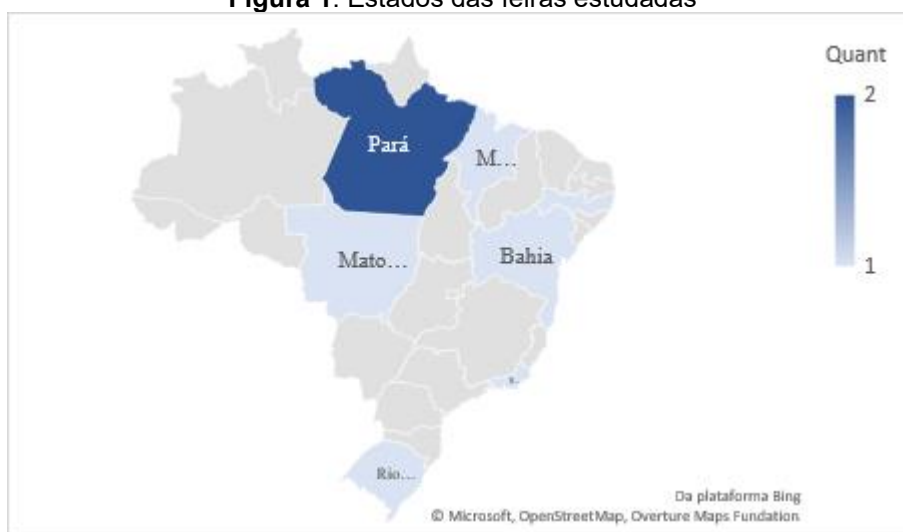 Figura 1: Estados das feiras estudadas
Quant
2
1
Pará
M...
Mato...
Bahia
Rio...
Da plataforma Bing
© Microsoft, OpenStreetMap, Overture Maps Fundation